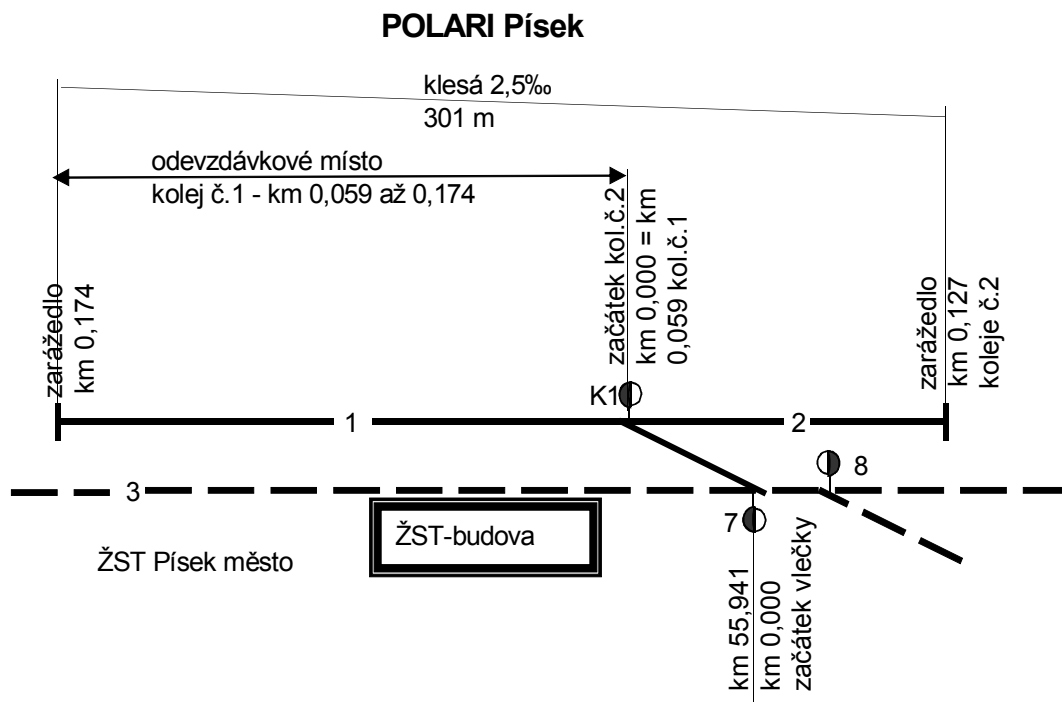 POLARI Písek
klesá 2,5‰
301 m
odevzdávkové místo
kolej č.1 - km 0,059 až 0,174
zarážedlo
km 0,174
začátek kol.č.2
km 0,000 = km
0,059 kol.č.1
zarážedlo
km 0,127
koleje č.2
K1
1
2
8
3
7
ŽST-budova
ŽST Písek město
km 55,941
km 0,000
začátek vlečky